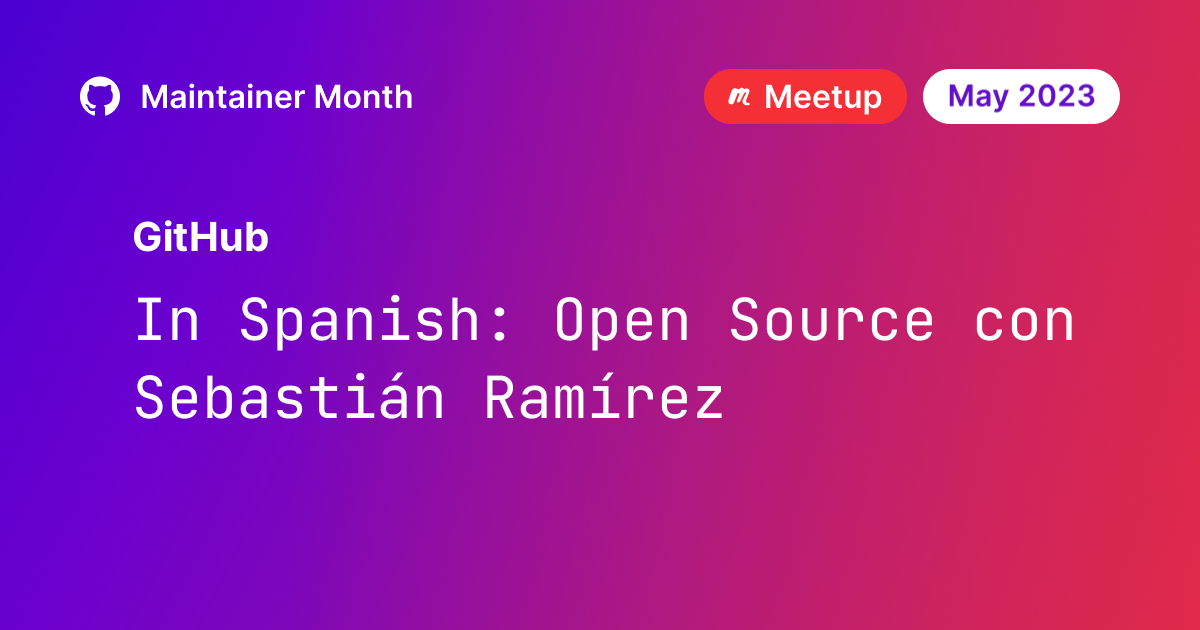 Maintainer Month
Meetup
May 2023
GitHub
In Spanish: Open Source con
Sebastián Ramírez